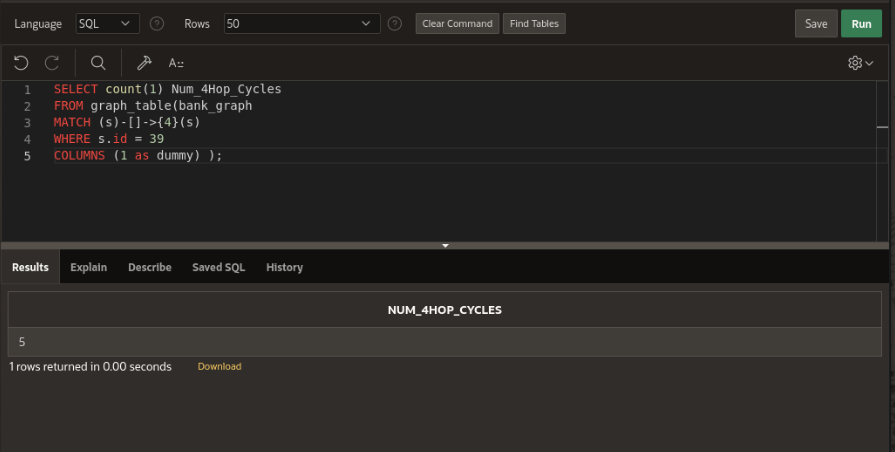 Language SQL Rows 50 Clear Command Find Tables Save Run
1 SELECT count(1) Num_4Hop_Cycles
2 FROM graph_table(bank_graph
3 MATCH (s)-[]->{4}(s)
4 WHERE s.id = 39
5 COLUMNS (1 as dummy) );
Results Explain Describe Saved SQL History
NUM_4HOP_CYCLES
5
1 rows returned in 0.00 seconds Download